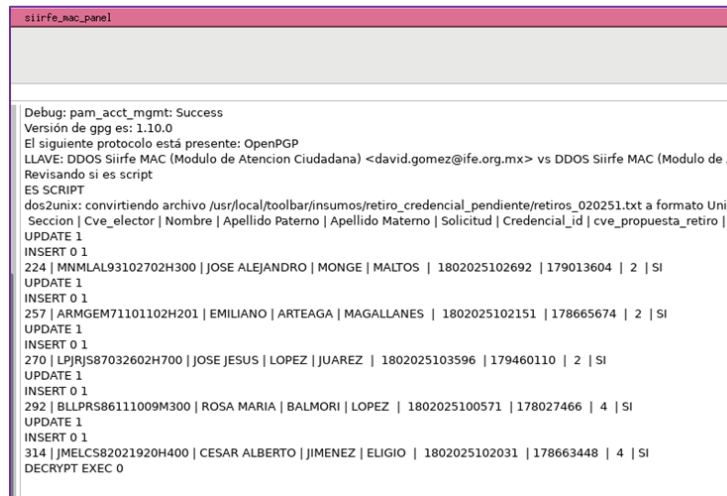 siirfe_mac_panel
Debug: pam_acct_mgmt: Success
Versión de gpg es: 1.10.0
El siguiente protocolo está presente: OpenPGP
LLAVE: DDOS Siirfe MAC (Modulo de Atencion Ciudadana) <david.gomez@ife.org.mx> vs DDOS Siirfe MAC (Modulo de
Revisando si es script
ES SCRIPT
dos2unix: convirtiendo archivo /usr/local/toolbar/insumos/retiro_credencial_pendiente/retiros_020251.txt a formato Uni
Seccion | Cve_elector | Nombre | Apellido Paterno | Apellido Materno | Solicitud | Credencial_id | cve_propuesta_retiro |
UPDATE 1
INSERT 0 1
224 | MNMLAL93102702H300 | JOSE ALEJANDRO | MONGE | MALTOS | 1802025102692 | 179013604 | 2 | SI
UPDATE 1
INSERT 0 1
257 | ARMGEM71101102H201 | EMILIANO | ARTEAGA | MAGALLANES | 1802025102151 | 178665674 | 2 | SI
UPDATE 1
INSERT 0 1
270 | LPJRJS87032602H700 | JOSE JESUS | LOPEZ | JUAREZ | 1802025103596 | 179460110 | 2 | SI
UPDATE 1
INSERT 0 1
292 | BLLPRS86111009M300 | ROSA MARIA | BALMORI | LOPEZ | 1802025100571 | 178027466 | 4 | SI
UPDATE 1
INSERT 0 1
314 | JMELCS82021920H400 | CESAR ALBERTO | JIMENEZ | ELIGIO | 1802025102031 | 178663448 | 4 | SI
DECRYPT EXEC 0